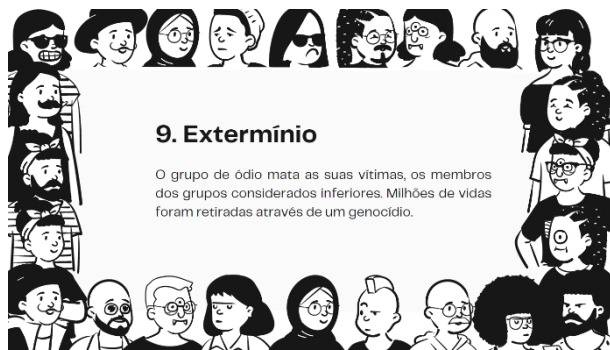 9. Extermínio
O grupo de ódio mata as suas vítimas, os membros
dos grupos considerados inferiores. Milhões de vidas
foram retiradas através de um genocídio.